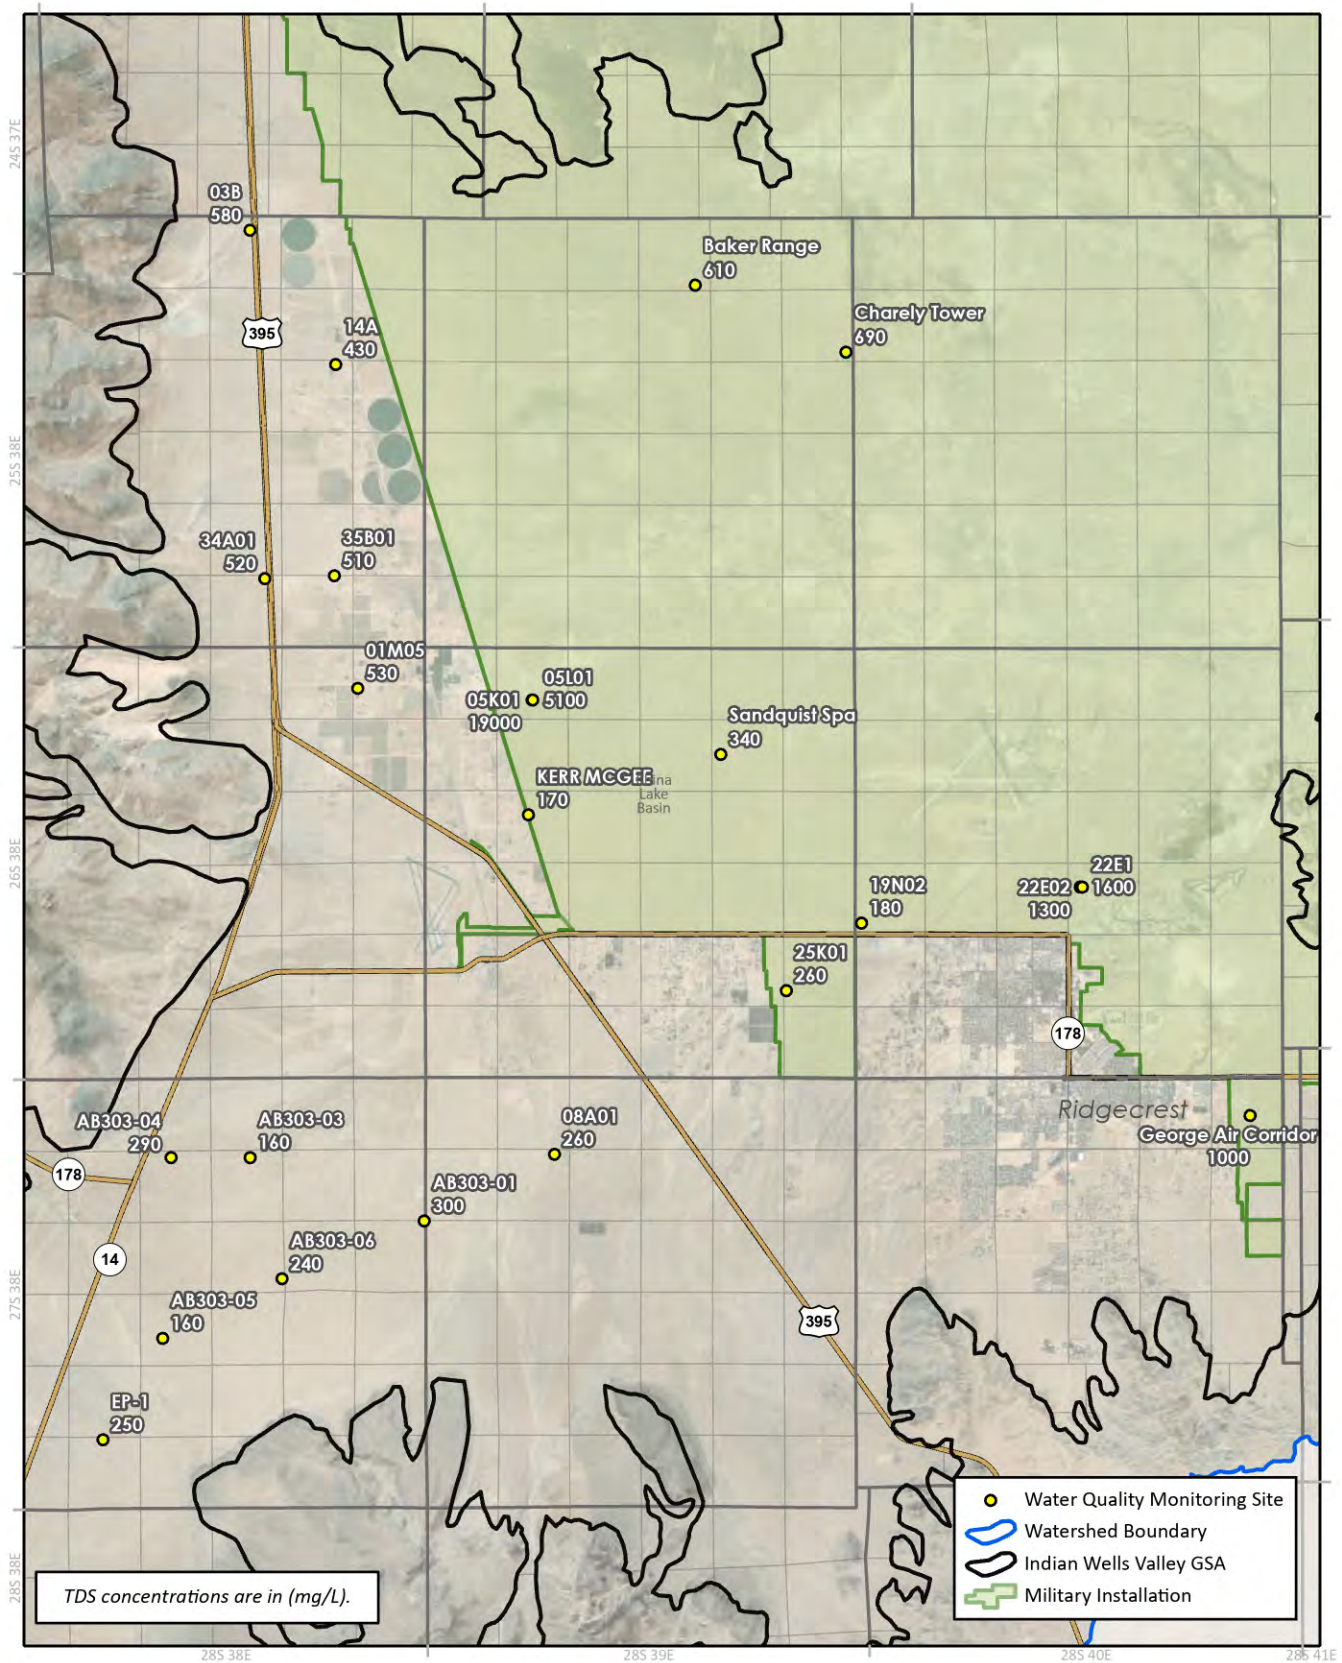 24S 37E
03B
580
Baker Range
610
395
Charely Tower
690
14A
430
25S 38E
34A01
520
35B01
510
01M05
530
05L01
5100
05K01
19000
Sandquist Spa
340
KERR MCGEE
170
Lake
Basin
26S 38E
22E1
1600
22E02
1300
19N02
180
25K01
260
178
Ridgecrest
AB303-04
290
AB303-03
160
08A01
260
George Air Corridor
1000
178
AB303-01
300
14
AB303-06
240
27S 38E
AB303-05
160
395
EP-1
250
Water Quality Monitoring Site
Watershed Boundary
Indian Wells Valley GSA
Military Installation
28S 38E
TDS concentrations are in (mg/L).
28S 38E
28S 39E
28S 40E
28S 41E